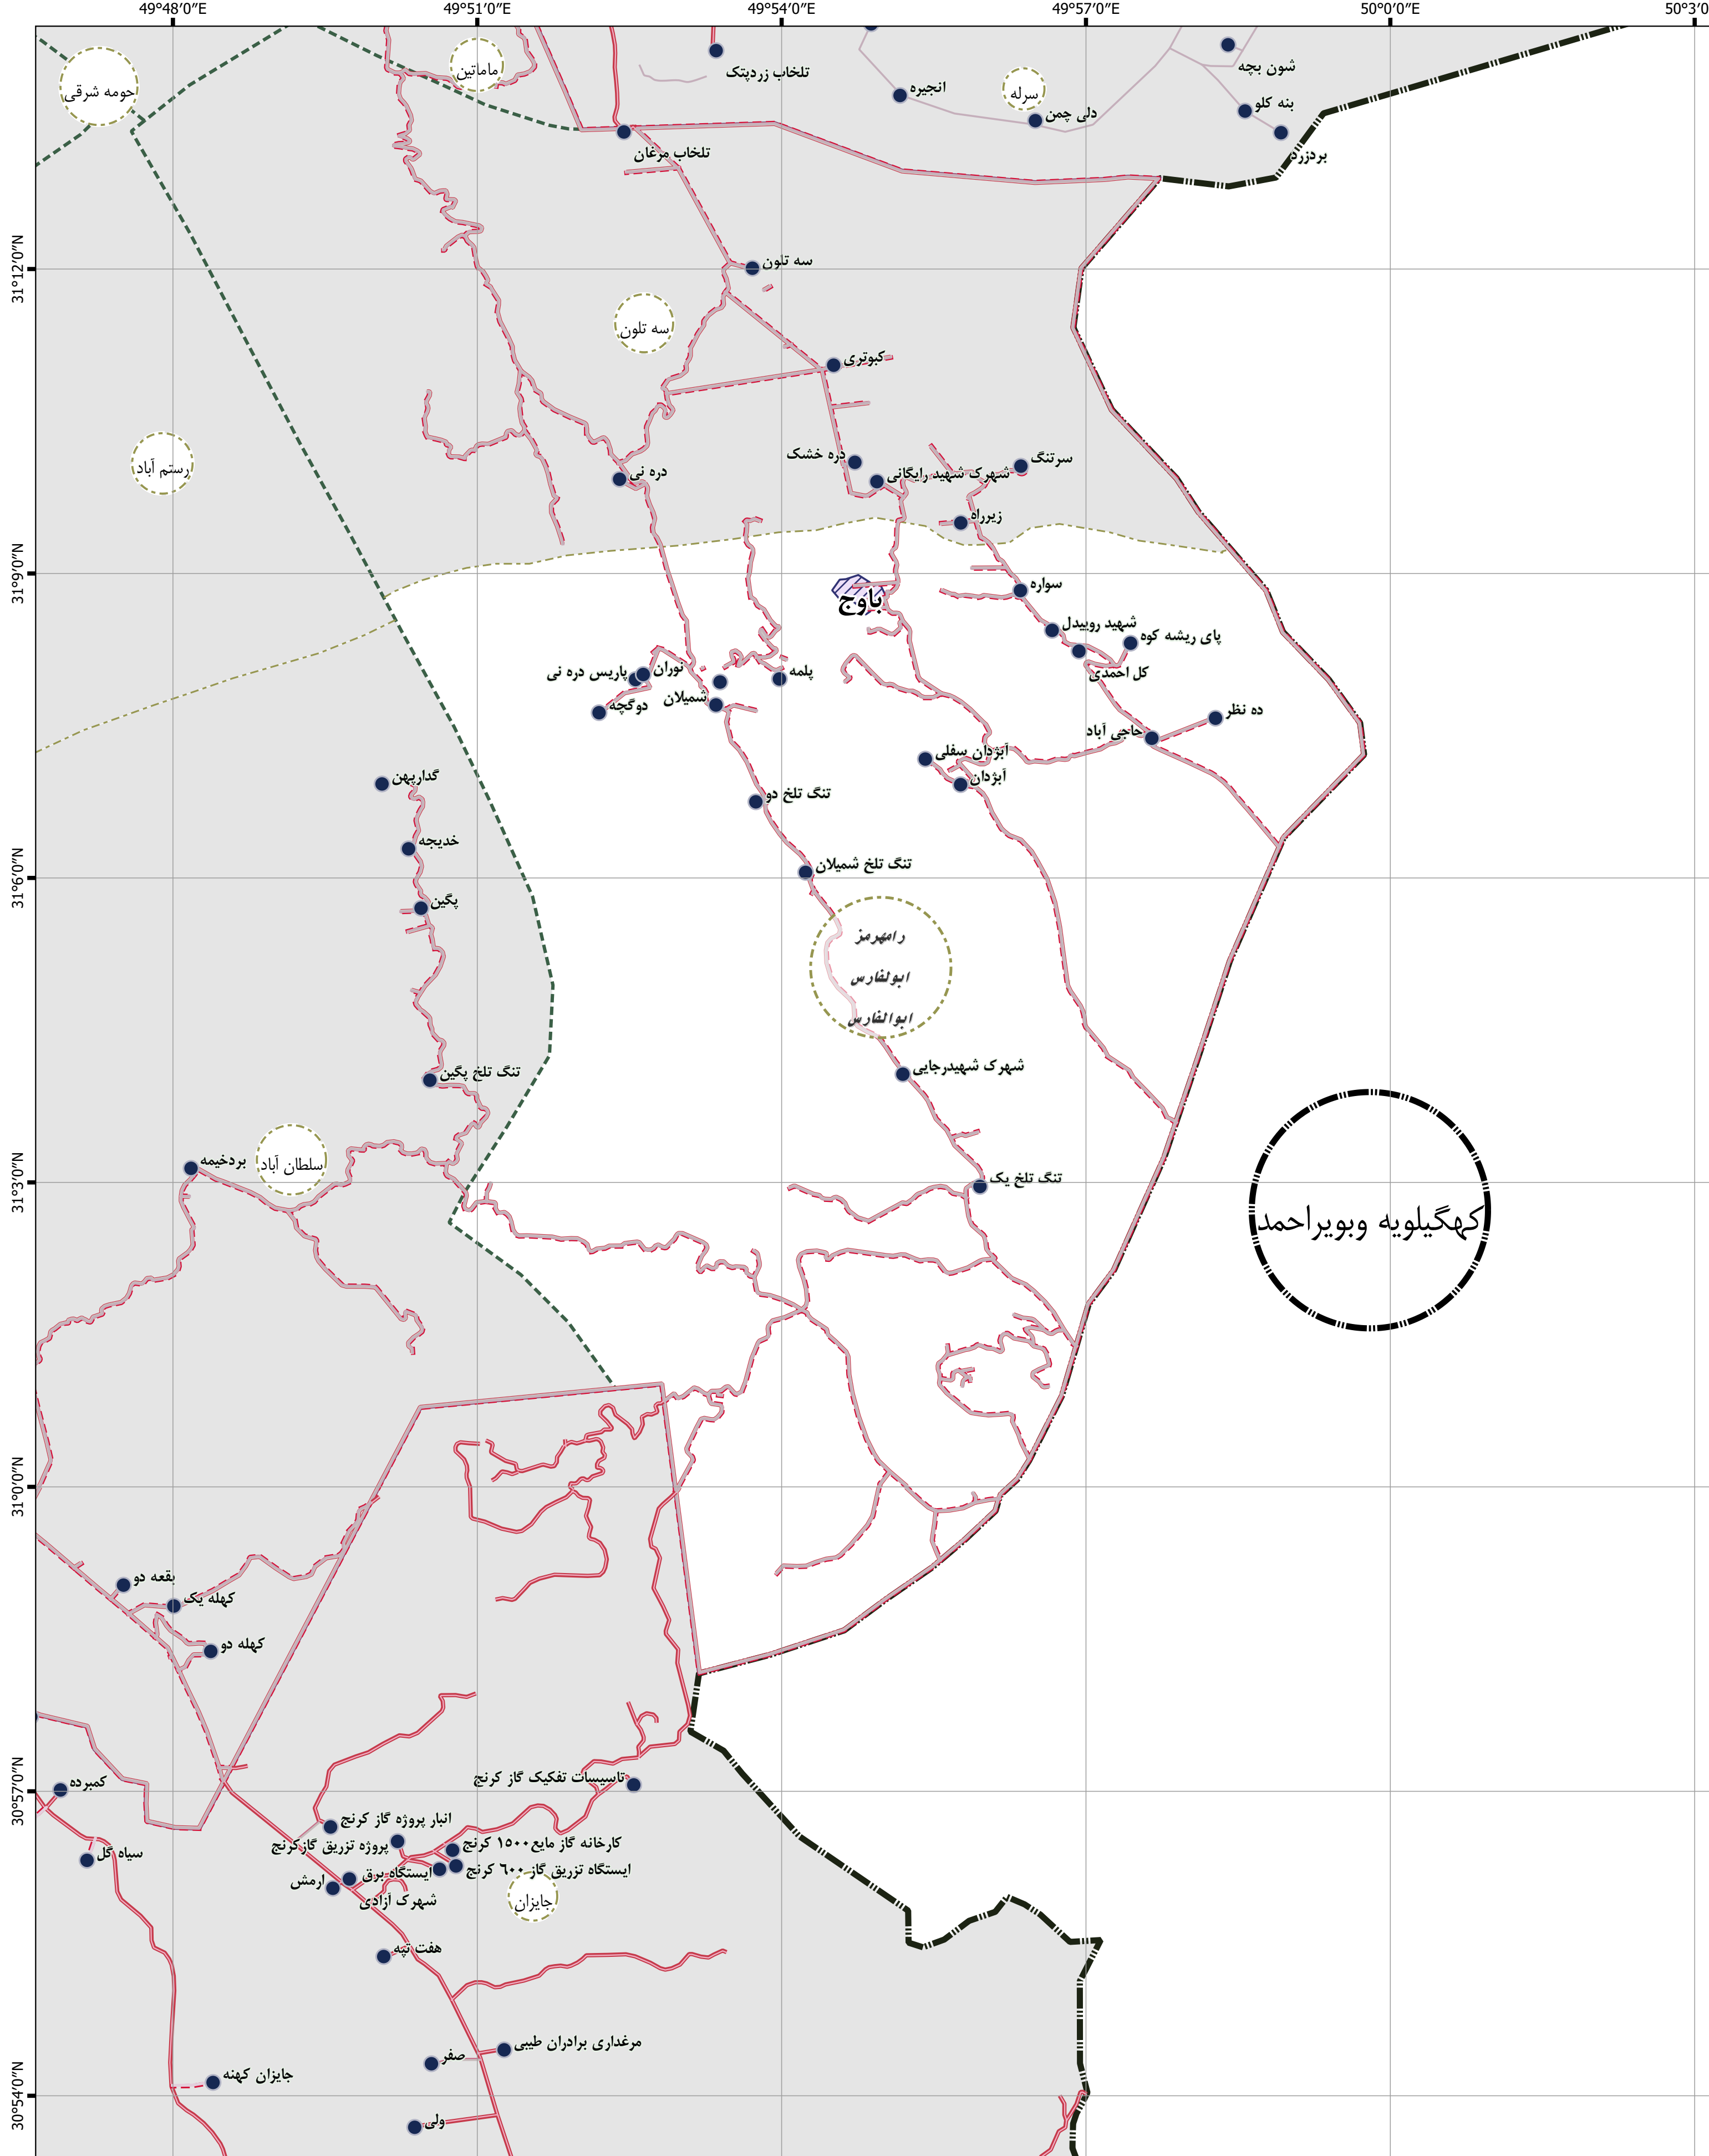 49°48′0″E
49°51′0″E
49°54′0″E
49°57′0″E
50°0′0″E
50°3′0
شون بچه
ماماتین
تلخاب زردپتک
حومه شرقی
انجیره
سرله
بنه کلو
دلی چمن
تلخاب مرغان
بردزرد
31°12′0″N
سه تلون
سه تلون
کبوتری
رستم آباد
دره خشک
سرتنگ
دره نی
شهرک شهید رایگانی
زیرراه
31°9′0″N
سواره
باوج
شهید روبیدل
پای ریشه کوه
پاریس دره نی
نوران
پلمه
کل احمدی
شمیلان
دوگچه
ده نظر
حاجی آباد
آبژدان سفلی
گدارپهن
آبژدان
تنگ تلخ دو
خدیجه
31°6′0″N
تنگ تلخ شمیلان
پگین
رامهرمز
ابولفارس
ابوالفارس
تنگ تلخ پگین
شهرک شهیدرجایی
بردخیمه
سلطان آباد
31°3′0″N
تنگ تلخ یک
کهگیلویه وبویراحمد
31°0′0″N
بقعه دو
کهله یک
کهله دو
30°57′0″N
کمبرده
تاسیسات تفکیک گاز کرنج
انبار پروژه گاز کرنج
پروژه تزریق گازکرنج
کارخانه گاز مایع۱۵۰۰ کرنج
سیاه گل
ایستگاه تزریق گاز ۶۰۰ کرنج
ایستگاه برق
ارمش
شهرک آزادی
جایزان
هفت تپه
مرغداری برادران طیبی
صفر
30°54′0″N
جایزان کهنه
ولی